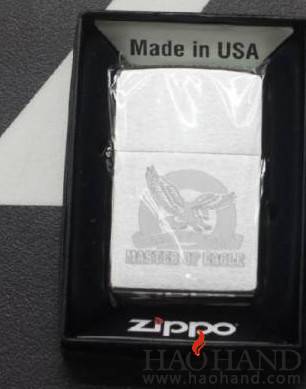 Made in USA
MASTER OF EAGLE
zippo
HAOHAND
www.haohand.com